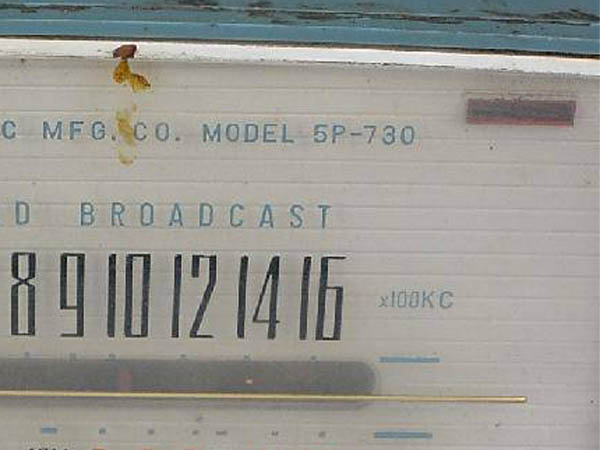 C MFG. CO. MODEL 5P-730
D BROADCAST
8 9 10 12 14 16 x100KC